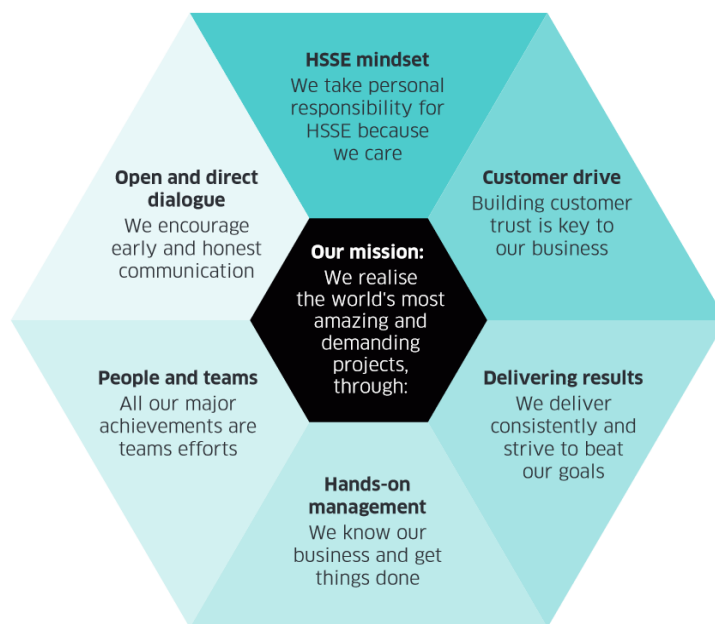 HSSE mindset
We take personal
responsibility for
HSSE because
we care
Customer drive
Building customer
trust is key to
our business
Delivering results
We deliver
consistently and
strive to beat
our goals
Hands-on
management
We know our
business and get
things done
People and teams
All our major
achievements are
teams efforts
Open and direct
dialogue
We encourage
early and honest
communication
Our mission:
We realise
the world's most
amazing and
demanding
projects,
through: